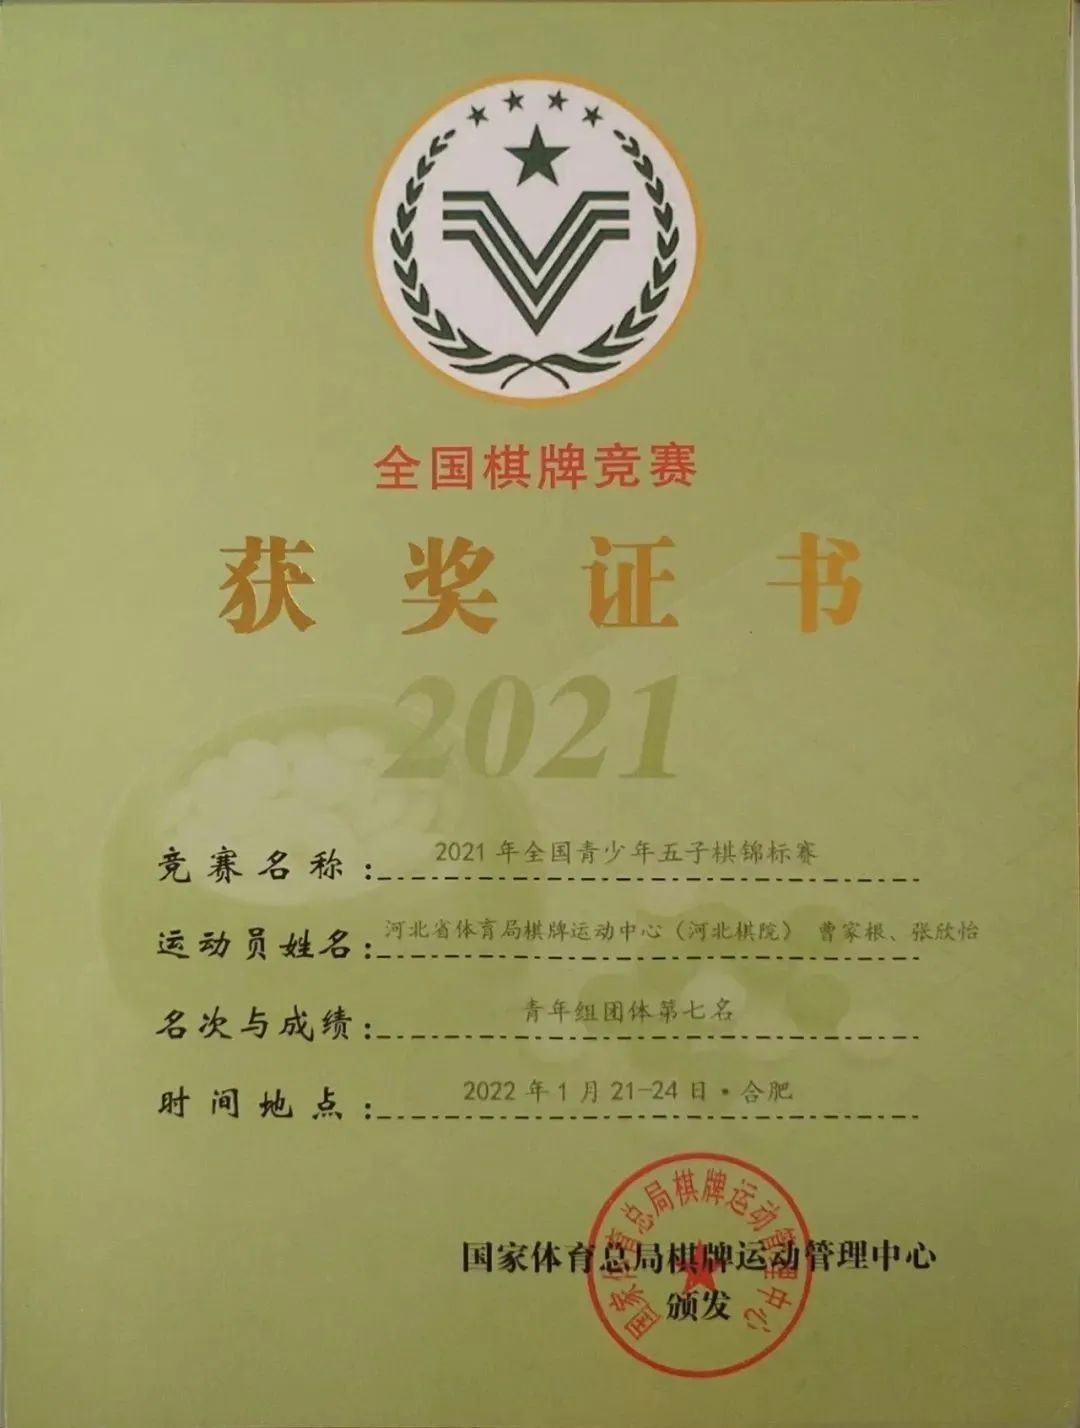 全国棋牌竞赛
获奖证书
2021
竞赛名称：2021年全国青少年五子棋锦标赛
运动员姓名：河北省体育局棋牌运动中心（河北棋院） 曹家根、张欣怡
名次与成绩：青年组团体第七名
时间地点：2022年1月21-24日·合肥
国家体育总局棋牌运动管理中心
颁发
国家体育总局棋牌运动管理中心